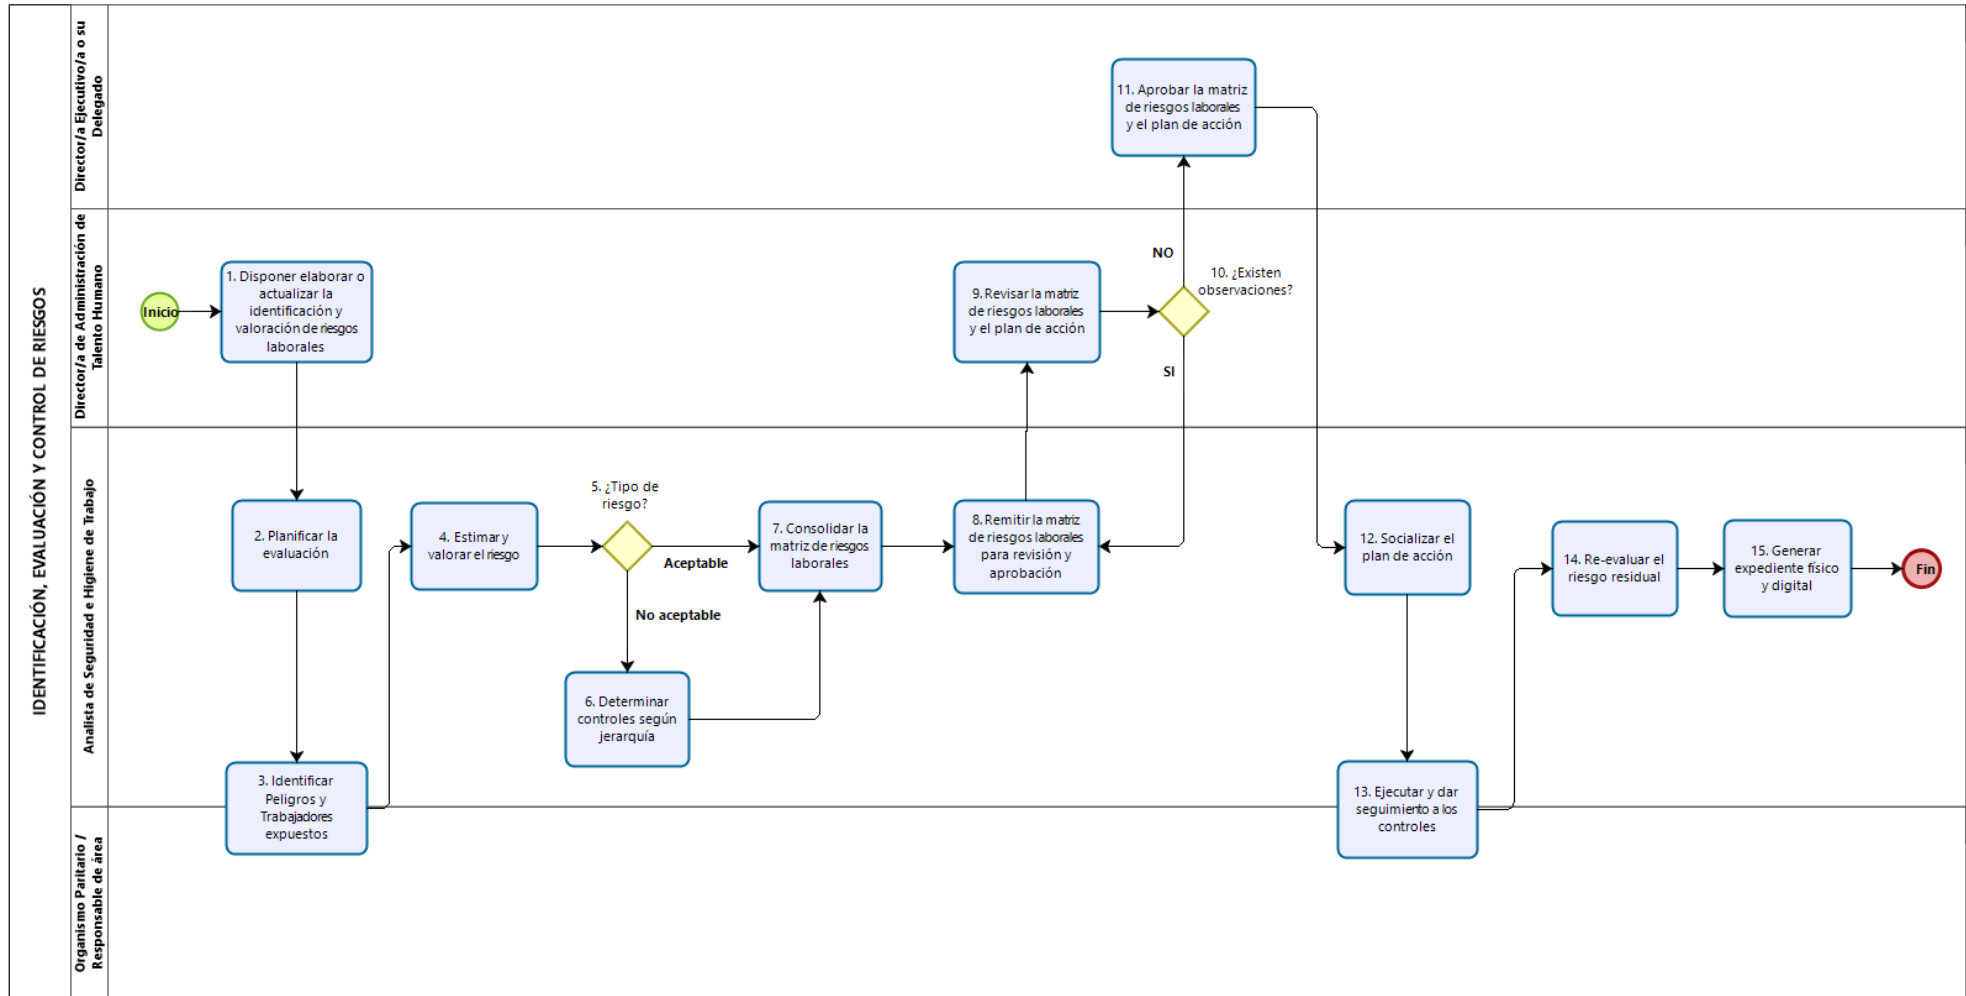 IDENTIFICACIÓN, EVALUACIÓN Y CONTROL DE RIESGOS
Director/a Ejecutivo/a o su
Delegado
11. Aprobar la matriz
de riesgos laborales
y el plan de acción
Director/a de Administración de
Talento Humano
Inicio
1. Disponer elaborar o
actualizar la
identificación y
valoración de riesgos
laborales
9. Revisar la matriz
de riesgos laborales
y el plan de acción
NO
10. ¿Existen
observaciones?
SI
Analista de Seguridad e Higiene de Trabajo
2. Planificar la
evaluación
3. Identificar
Peligros y
Trabajadores
expuestos
4. Estimar y
valorar el riesgo
5. ¿Tipo de
riesgo?
Aceptable
No aceptable
6. Determinar
controles según
jerarquía
7. Consolidar la
matriz de riesgos
laborales
8. Remitir la matriz
de riesgos laborales
para revisión y
aprobación
12. Socializar el
plan de acción
13. Ejecutar y dar
seguimiento a los
controles
14. Re-evaluar el
riesgo residual
15. Generar
expediente físico
y digital
Fin
Organismo Paritario /
Responsable de área